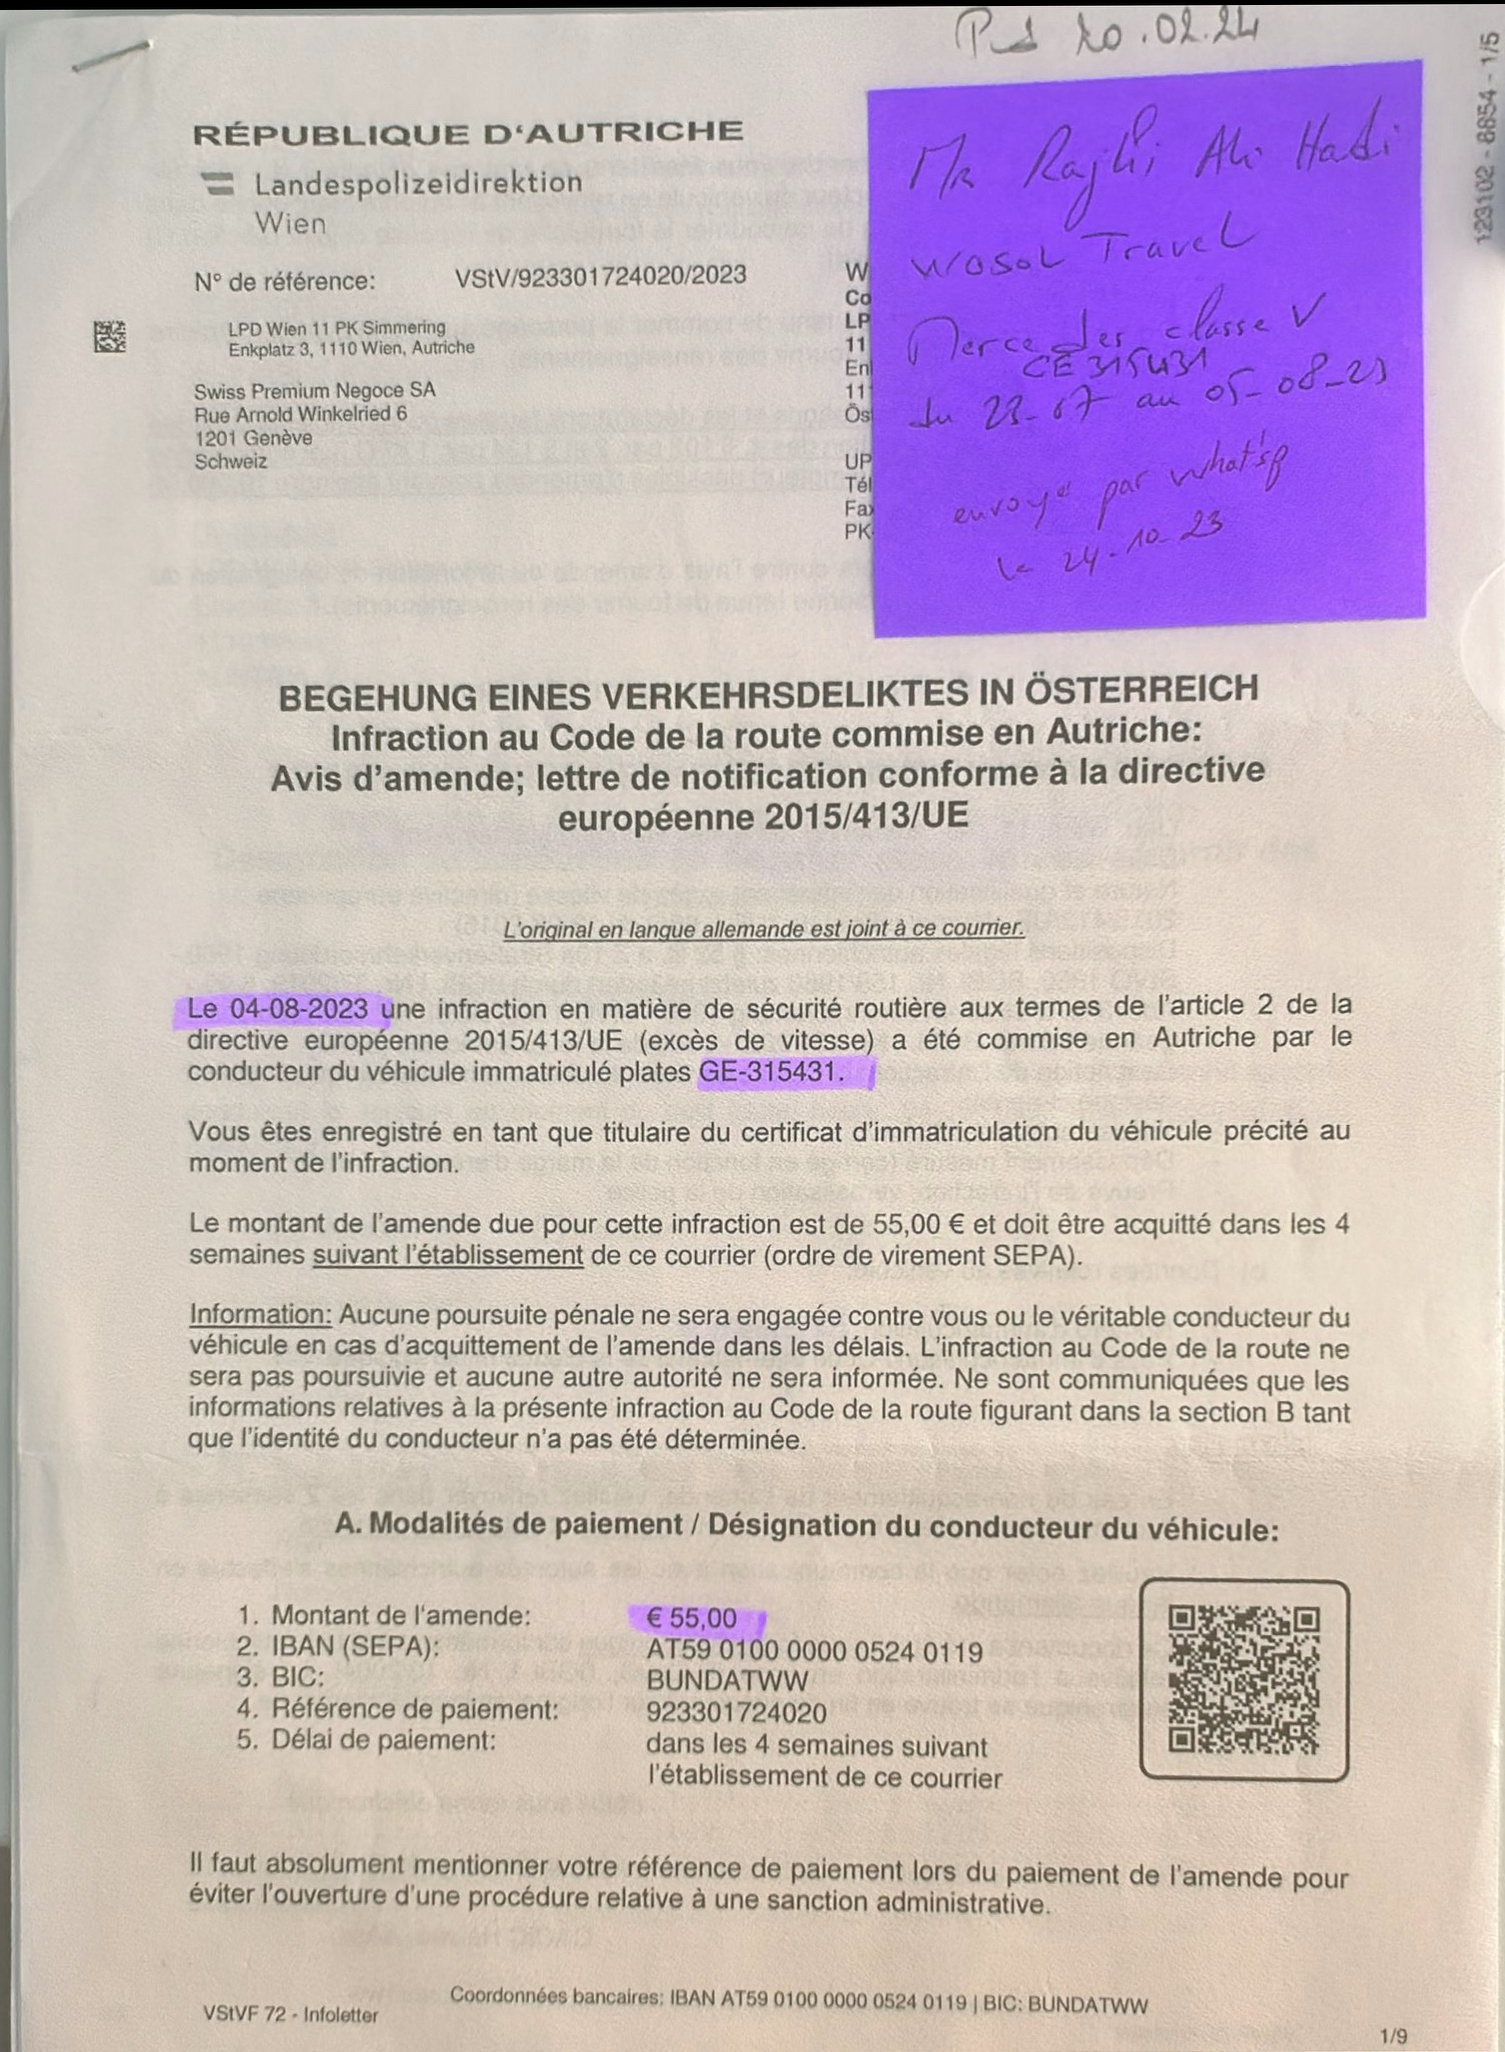 20.02.24
123102 - 8854 - 1/5
RÉPUBLIQUE D'AUTRICHE
Landespolizeidirektion
Wien
N° de référence: VStV/923301724020/2023
LPD Wien 11 PK Simmering
Enkplatz 3, 1110 Wien, Autriche
Swiss Premium Negoce SA
Rue Arnold Winkelried 6
1201 Genève
Schweiz
W
Co
LP
11
En
11
Ös
UP
Tél
Fax
PK
Mr Rajhi Ali Hadi
Wosol Travel
Mercedes classe V
GE 315431
du 23-07 au 05-08-23
envoyé par what'sp
le 24-10-23
BEGEHUNG EINES VERKEHRSDELIKTES IN ÖSTERREICH
Infraction au Code de la route commise en Autriche:
Avis d'amende; lettre de notification conforme à la directive
européenne 2015/413/UE
L'original en langue allemande est joint à ce courrier.
Le 04-08-2023 une infraction en matière de sécurité routière aux termes de l'article 2 de la
directive européenne 2015/413/UE (excès de vitesse) a été commise en Autriche par le
conducteur du véhicule immatriculé plates GE-315431.
Vous êtes enregistré en tant que titulaire du certificat d'immatriculation du véhicule précité au
moment de l'infraction.
Le montant de l'amende due pour cette infraction est de 55,00 € et doit être acquitté dans les 4
semaines suivant l'établissement de ce courrier (ordre de virement SEPA).
Information: Aucune poursuite pénale ne sera engagée contre vous ou le véritable conducteur du
véhicule en cas d'acquittement de l'amende dans les délais. L'infraction au Code de la route ne
sera pas poursuivie et aucune autre autorité ne sera informée. Ne sont communiquées que les
informations relatives à la présente infraction au Code de la route figurant dans la section B tant
que l'identité du conducteur n'a pas été déterminée.
A. Modalités de paiement / Désignation du conducteur du véhicule:
1. Montant de l'amende: € 55,00
2. IBAN (SEPA): AT59 0100 0000 0524 0119
3. BIC: BUNDATWW
4. Référence de paiement: 923301724020
5. Délai de paiement: dans les 4 semaines suivant
l'établissement de ce courrier
Il faut absolument mentionner votre référence de paiement lors du paiement de l'amende pour
éviter l'ouverture d'une procédure relative à une sanction administrative.
Coordonnées bancaires: IBAN AT59 0100 0000 0524 0119 | BIC: BUNDATWW
VStVF 72 - Infoletter
1/9